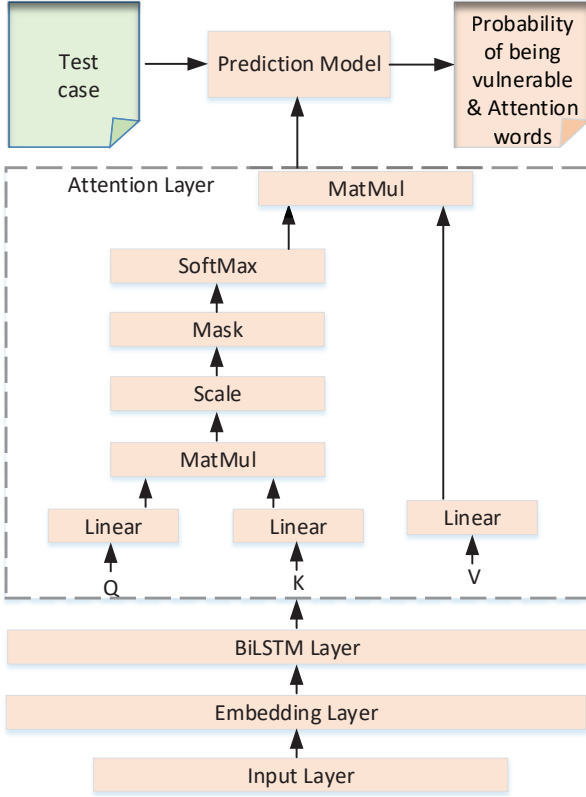 Test
case
Prediction Model
Probability
of being
vulnerable
& Attention
words
Attention Layer
MatMul
SoftMax
Mask
Scale
MatMul
Linear
Linear
Linear
Q
K
V
BiLSTM Layer
Embedding Layer
Input Layer